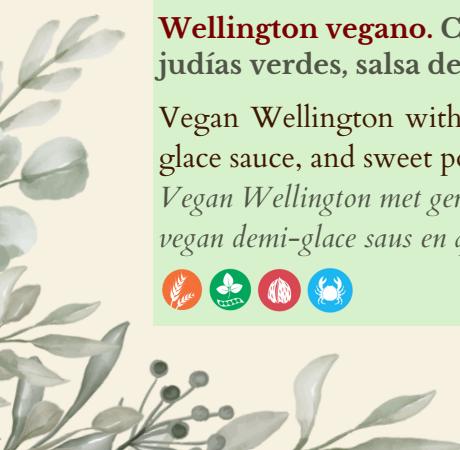 Wellington vegano. C
judías verdes, salsa de
Vegan Wellington with
glace sauce, and sweet po
Vegan Wellington met ger
vegan demi-glace saus en